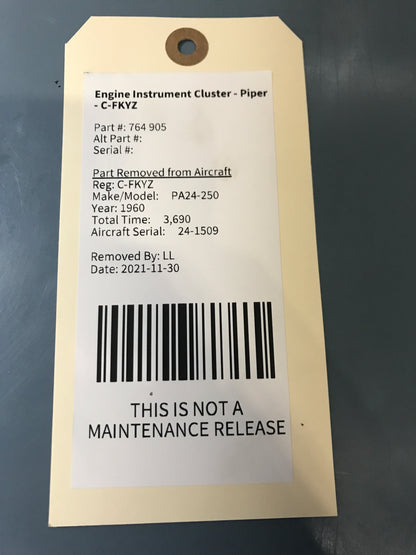 Engine Instrument Cluster - Piper
- C-FKYZ
Part #: 764 905
Alt Part #:
Serial #:
Part Removed from Aircraft
Reg: C-FKYZ
Make/Model: PA24-250
Year: 1960
Total Time: 3,690
Aircraft Serial: 24-1509
Removed By: LL
Date: 2021-11-30
THIS IS NOT A
MAINTENANCE RELEASE